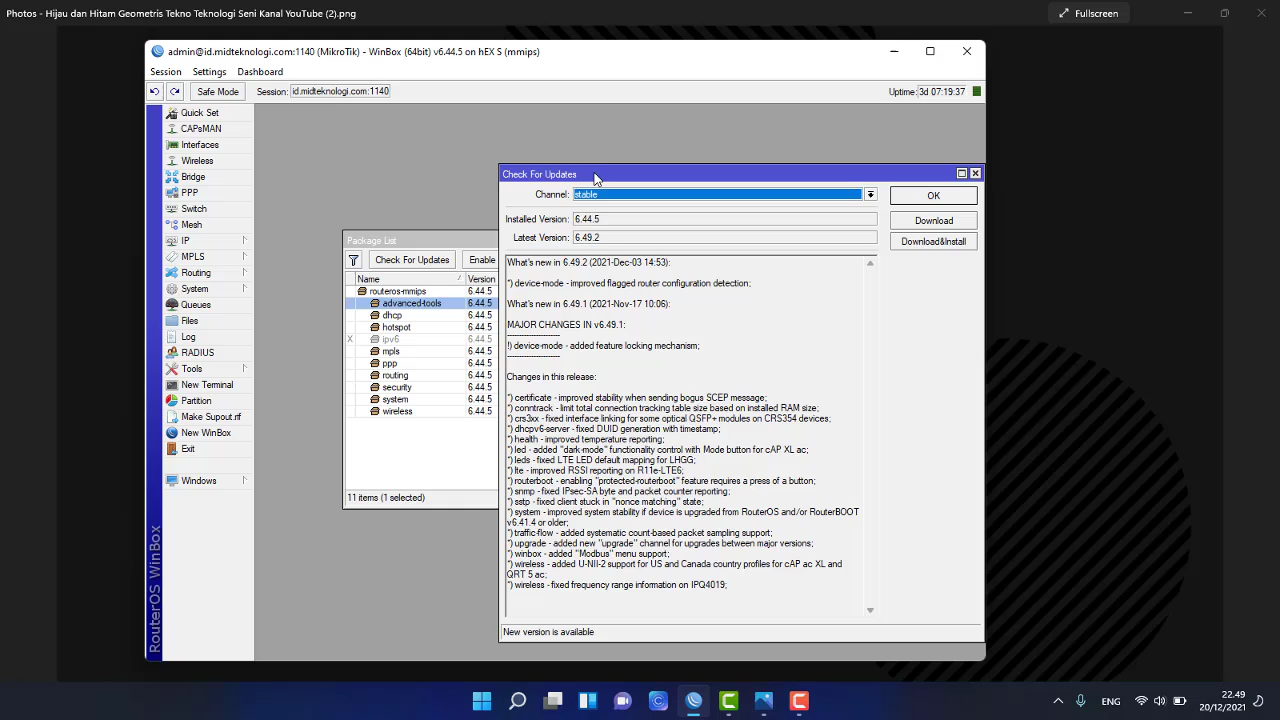 Photos - Hijau dan Hitam Geometris Tekno Teknologi Seni Kanal YouTube (2).png
Fullscreen
admin@id.midteknologi.com:1140 (MikroTik) - WinBox (64bit) v6.44.5 on hEX S (mmips)
Session Settings Dashboard
Safe Mode Session: id.midteknologi.com:1140 Uptime: 3d 07:19:37
Quick Set
CAPsMAN
Interfaces
Wireless
Bridge
PPP
Switch
Mesh
IP
MPLS
Routing
System
Queues
Files
Log
RADIUS
Tools
New Terminal
Partition
Make Supout.rif
New WinBox
Exit
Windows
RouterOS WinBox
Package List
Check For Updates Enable
Name Version
routeros-mmips 6.44.5
advanced-tools 6.44.5
dhcp 6.44.5
hotspot 6.44.5
X ipv6 6.44.5
mpls 6.44.5
ppp 6.44.5
routing 6.44.5
security 6.44.5
system 6.44.5
wireless 6.44.5
11 items (1 selected)
Check For Updates
Channel: stable
OK
Installed Version: 6.44.5
Download
Latest Version: 6.49.2
Download&Install
What's new in 6.49.2 (2021-Dec-03 14:53):
*) device-mode - improved flagged router configuration detection;
What's new in 6.49.1 (2021-Nov-17 10:06):
MAJOR CHANGES IN v6.49.1:
----------------------
!) device-mode - added feature locking mechanism;
----------------------
Changes in this release:
*) certificate - improved stability when sending bogus SCEP message;
*) conntrack - limit total connection tracking table size based on installed RAM size;
*) crs3xx - fixed interface linking for some optical QSFP+ modules on CRS354 devices;
*) dhcpv6-server - fixed DUID generation with timestamp;
*) health - improved temperature reporting;
*) led - added "dark-mode" functionality control with Mode button for cAP XL ac;
*) leds - fixed LTE LED default mapping for LHGG;
*) lte - improved RSSI reporting on R11e-LTE6;
*) routerboot - enabling "protected-routerboot" feature requires a press of a button;
*) snmp - fixed IPsec-SA byte and packet counter reporting;
*) sstp - fixed client stuck in "nonce matching" state;
*) system - improved system stability if device is upgraded from RouterOS and/or RouterBOOT
v6.41.4 or older;
*) traffic-flow - added systematic count-based packet sampling support;
*) upgrade - added new "upgrade" channel for upgrades between major versions;
*) winbox - added "Modbus" menu support;
*) wireless - added U-NII-2 support for US and Canada country profiles for cAP ac XL and
QRT 5 ac;
*) wireless - fixed frequency range information on IPQ4019;
New version is available
ENG
22.49
20/12/2021